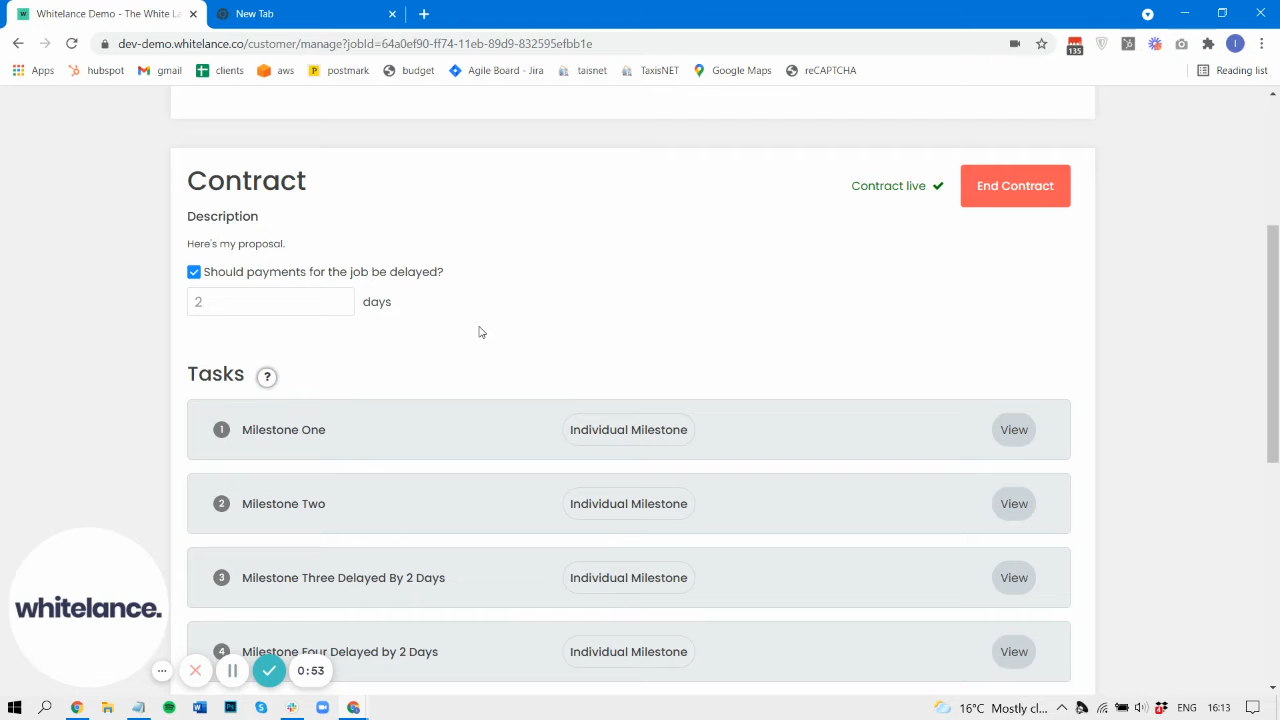 Whitelance Demo - The White La
New Tab
dev-demo.whitelance.co/customer/manage?jobId=64a0ef90-ff74-11eb-89d9-832595efbb1e
135
I
Apps
hubspot
gmail
clients
aws
postmark
budget
Agile Board - Jira
taisnet
TaxisNET
Google Maps
reCAPTCHA
Reading list
Contract
Contract live
End Contract
Description
Here's my proposal.
Should payments for the job be delayed?
2
days
Tasks
?
1 Milestone One Individual Milestone View
2 Milestone Two Individual Milestone View
3 Milestone Three Delayed By 2 Days Individual Milestone View
4 Milestone Four Delayed by 2 Days Individual Milestone View
whitelance.
0:53
16°C Mostly cl...
ENG
16:13